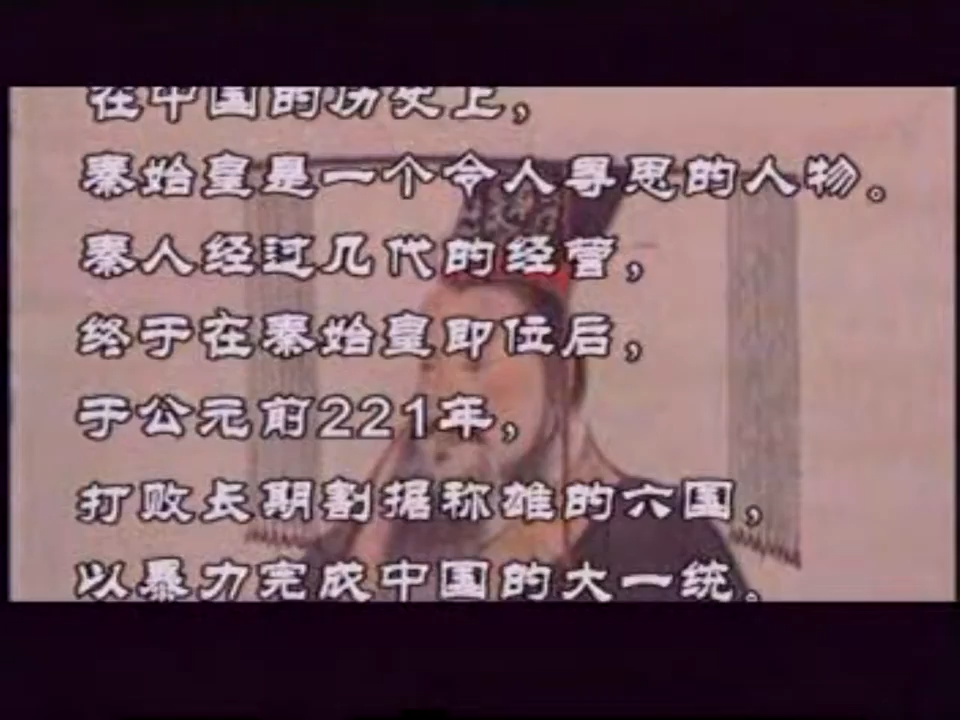 在中国的历史上，
秦始皇是一个令人寻思的人物。
秦人经过几代的经营，
终于在秦始皇即位后，
于公元前221年，
打败长期割据称雄的六国，
以暴力完成中国的大一统。